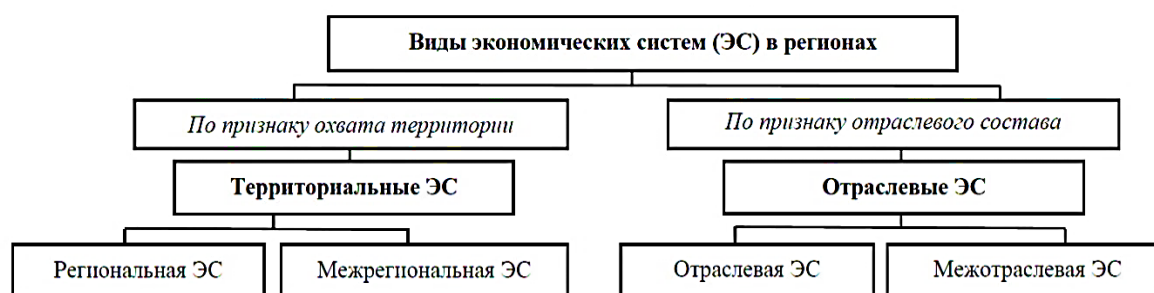 Виды экономических систем (ЭС) в регионах
По признаку охвата территории
По признаку отраслевого состава
Территориальные ЭС
Отраслевые ЭС
Региональная ЭС
Межрегиональная ЭС
Отраслевая ЭС
Межотраслевая ЭС